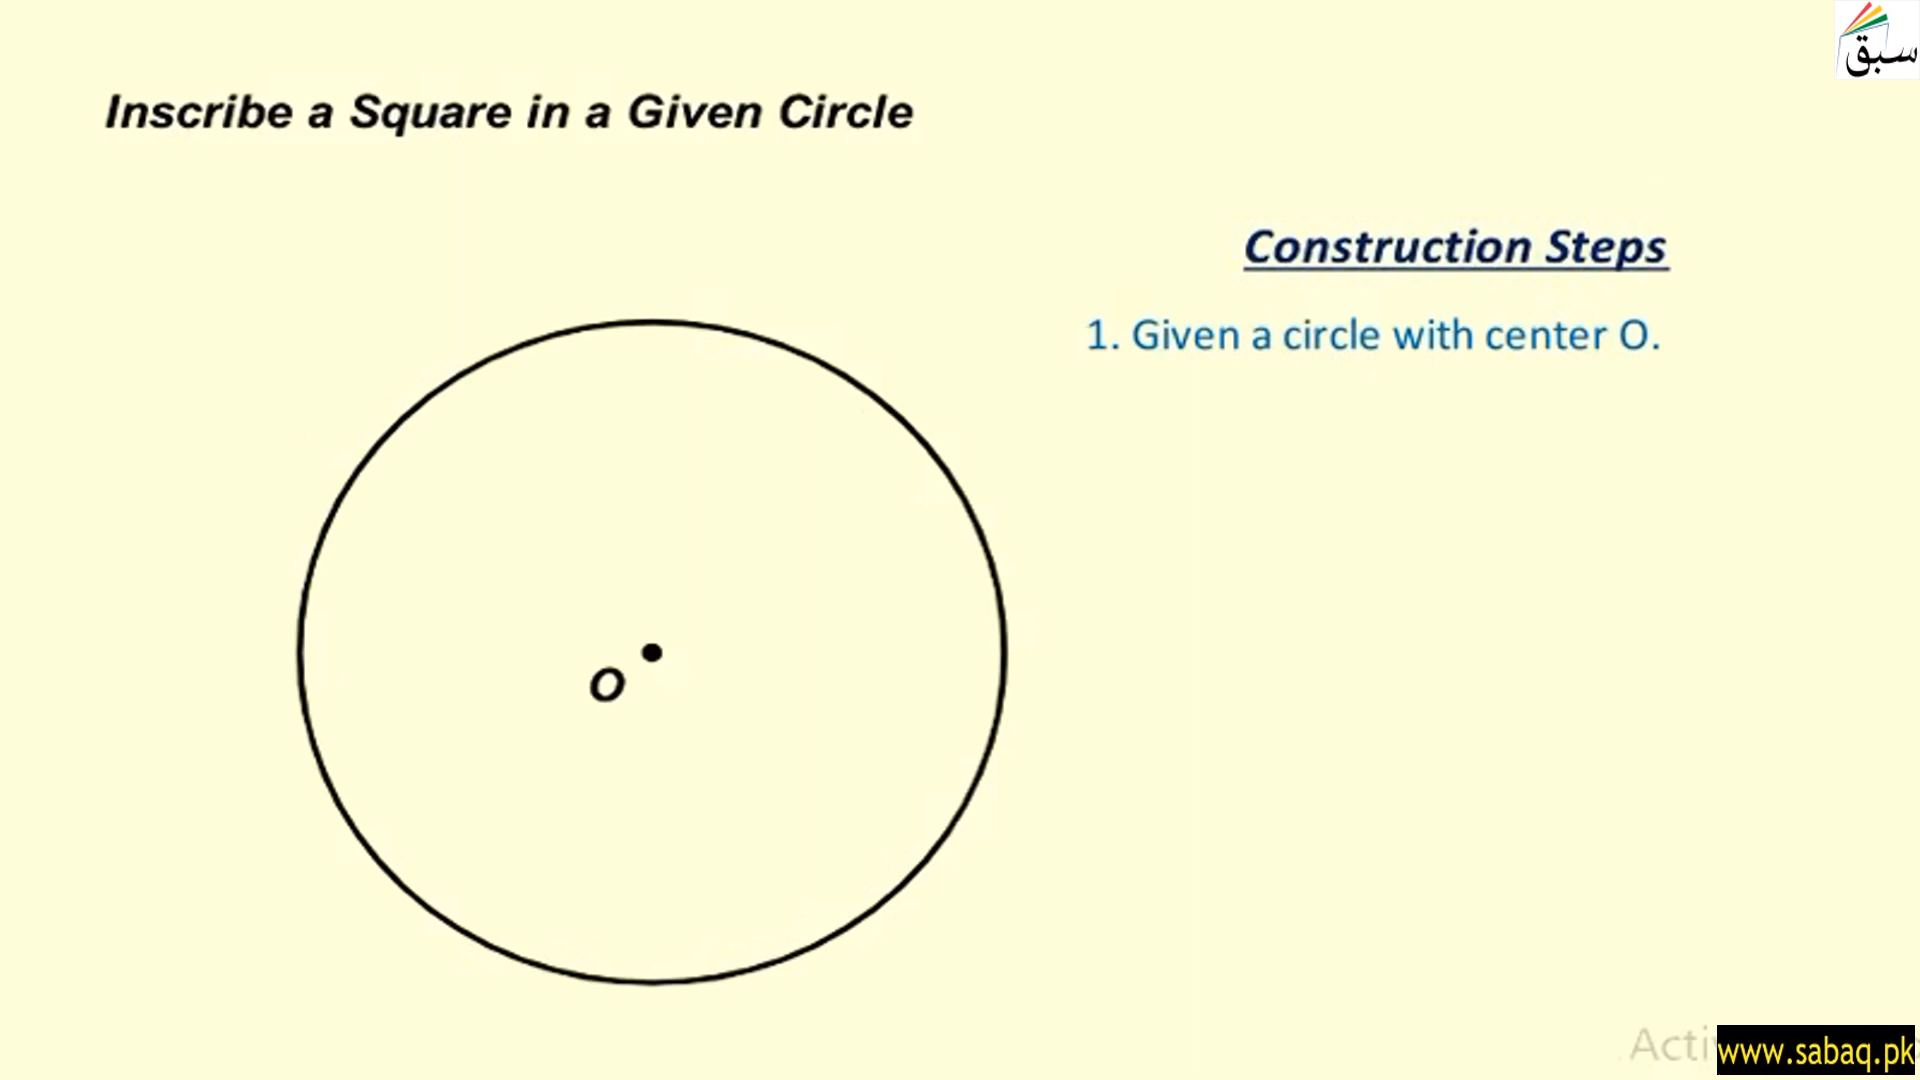 سبق
Inscribe a Square in a Given Circle
Construction Steps
1. Given a circle with center O.
O
www.sabaq.pk